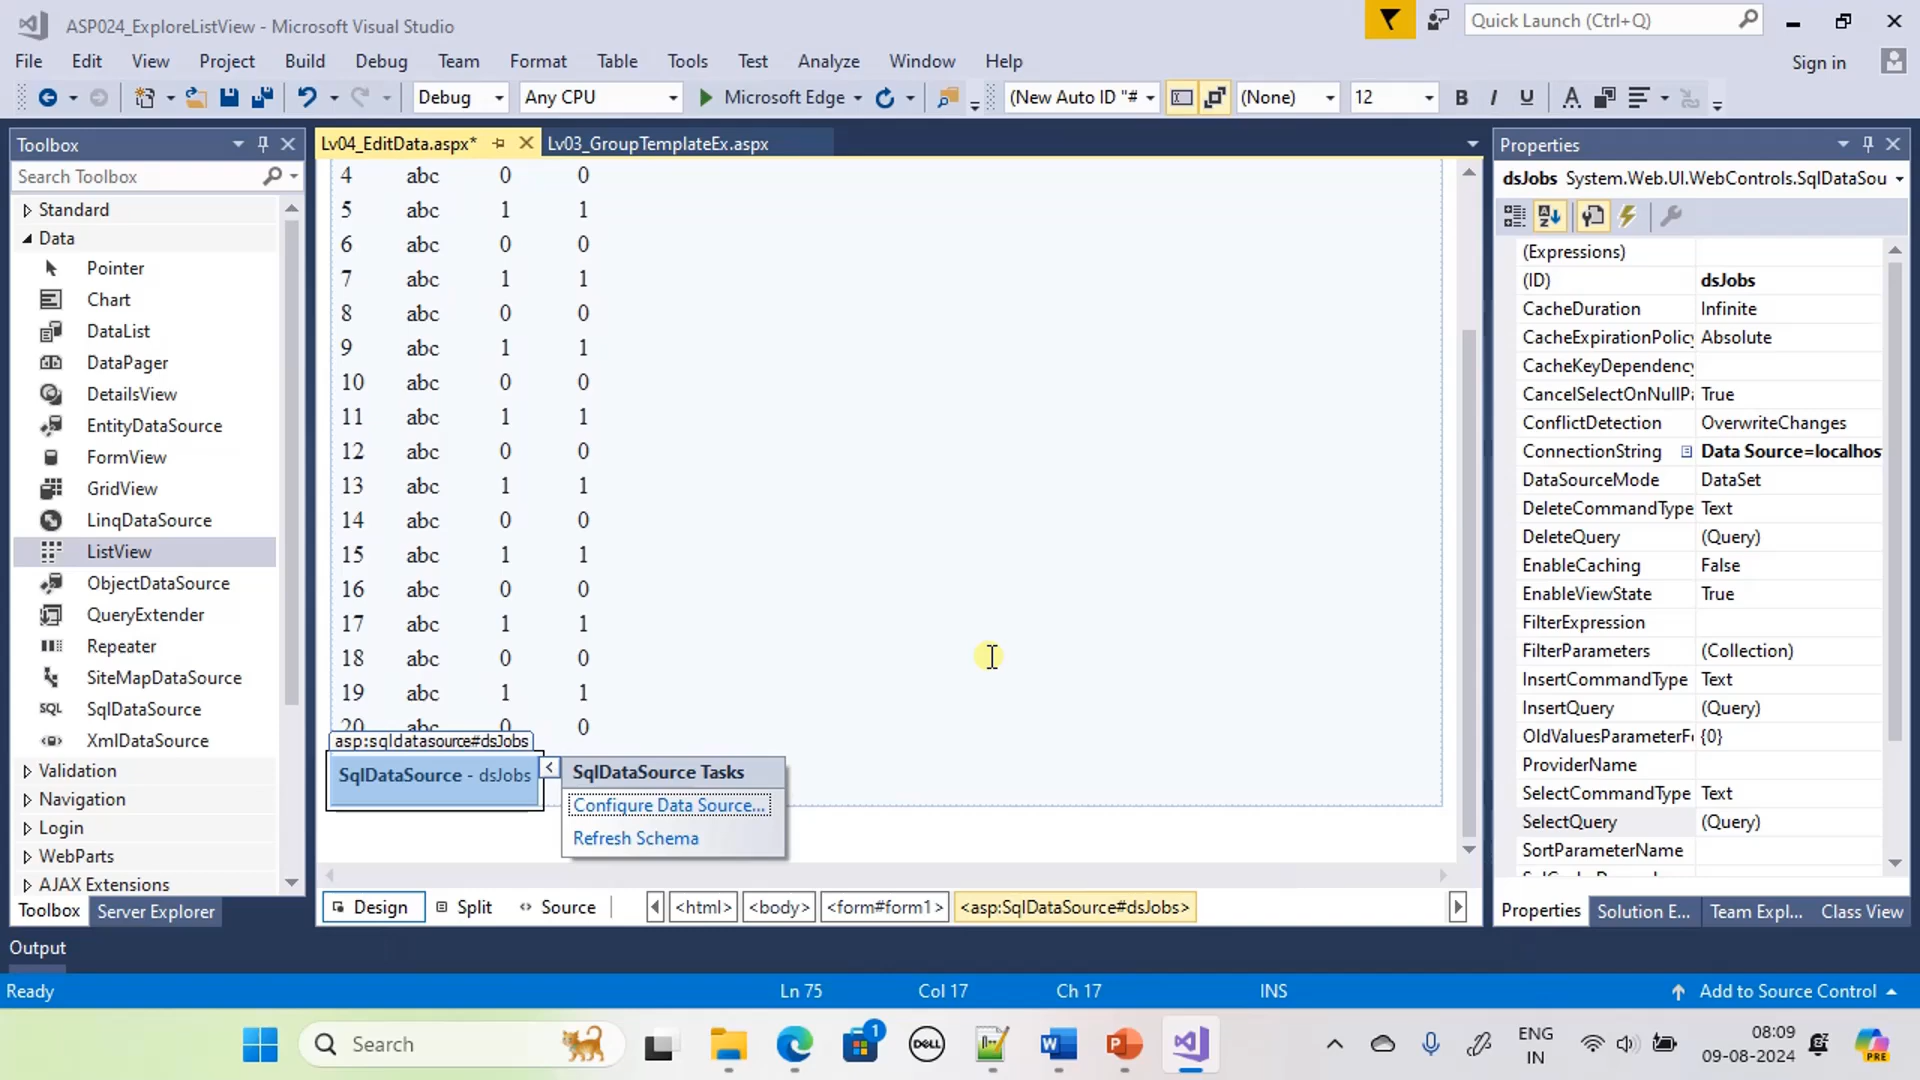 ASP024_ExploreListView - Microsoft Visual Studio
Quick Launch (Ctrl+Q)
File Edit View Project Build Debug Team Format Table Tools Test Analyze Window Help
Sign in
Debug Any CPU Microsoft Edge (New Auto ID "# (None) 12 B I U A
Toolbox
Search Toolbox
Standard
Data
Pointer
Chart
DataList
DataPager
DetailsView
EntityDataSource
FormView
GridView
LinqDataSource
ListView
ObjectDataSource
QueryExtender
Repeater
SiteMapDataSource
SQL SqlDataSource
XmlDataSource
Validation
Navigation
Login
WebParts
AJAX Extensions
Toolbox Server Explorer
Lv04_EditData.aspx* Lv03_GroupTemplateEx.aspx
4 abc 0 0
5 abc 1 1
6 abc 0 0
7 abc 1 1
8 abc 0 0
9 abc 1 1
10 abc 0 0
11 abc 1 1
12 abc 0 0
13 abc 1 1
14 abc 0 0
15 abc 1 1
16 abc 0 0
17 abc 1 1
18 abc 0 0
19 abc 1 1
20 abc 0 0
asp:sqldatasource#dsJobs
SqlDataSource - dsJobs
SqlDataSource Tasks
Configure Data Source...
Refresh Schema
Design Split Source <html> <body> <form#form1> <asp:SqlDataSource#dsJobs>
Properties
dsJobs System.Web.UI.WebControls.SqlDataSou
(Expressions)
(ID) dsJobs
CacheDuration Infinite
CacheExpirationPolicy Absolute
CacheKeyDependency
CancelSelectOnNullPa True
ConflictDetection OverwriteChanges
ConnectionString Data Source=localhos
DataSourceMode DataSet
DeleteCommandType Text
DeleteQuery (Query)
EnableCaching False
EnableViewState True
FilterExpression
FilterParameters (Collection)
InsertCommandType Text
InsertQuery (Query)
OldValuesParameterFo {0}
ProviderName
SelectCommandType Text
SelectQuery (Query)
SortParameterName
Properties Solution E... Team Expl... Class View
Output
Ready Ln 75 Col 17 Ch 17 INS Add to Source Control
Search
1
DELL
ENG
IN
08:09
09-08-2024
PRE